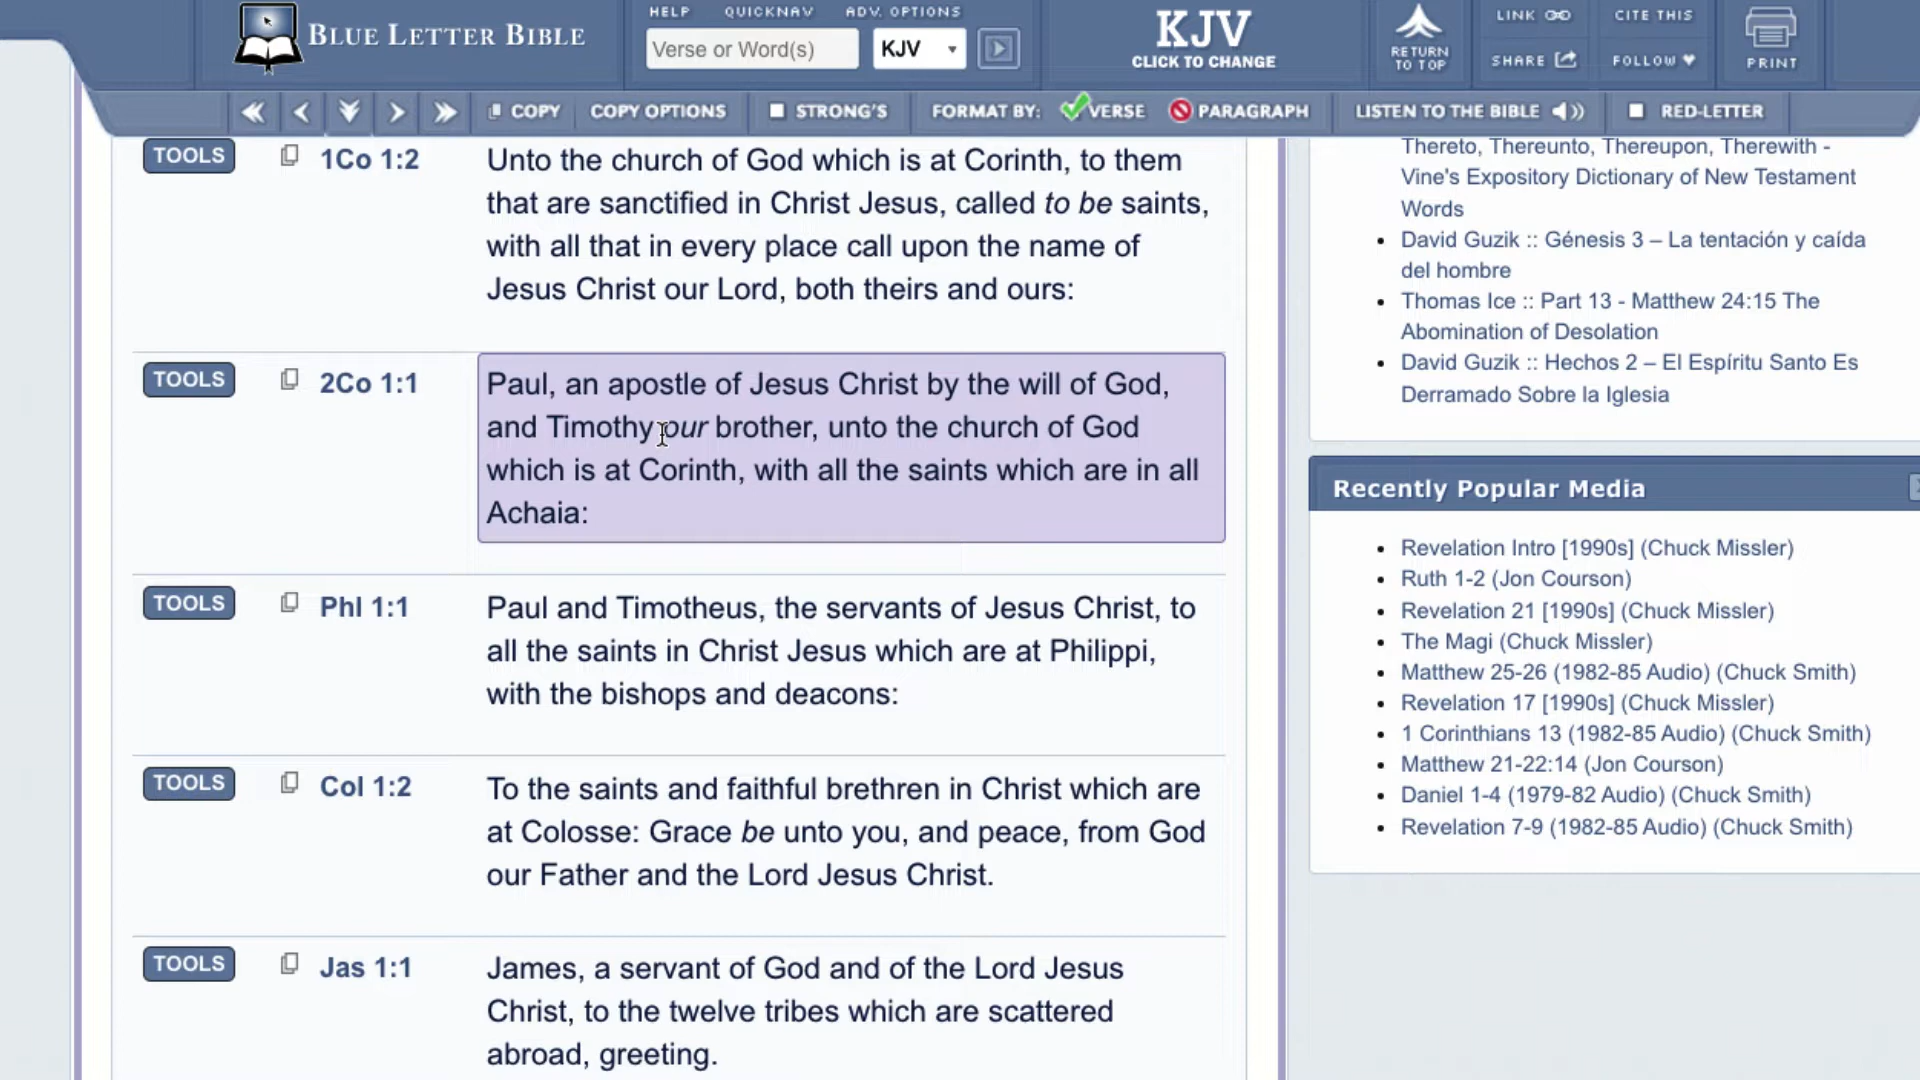 BLUE LETTER BIBLE
HELP QUICKNAV ADV. OPTIONS
Verse or Word(s) KJV
KJV
CLICK TO CHANGE
RETURN
TO TOP
LINK
SHARE
CITE THIS
FOLLOW
PRINT
COPY COPY OPTIONS STRONG'S FORMAT BY: VERSE PARAGRAPH LISTEN TO THE BIBLE RED-LETTER
TOOLS 1Co 1:2 Unto the church of God which is at Corinth, to them
that are sanctified in Christ Jesus, called to be saints,
with all that in every place call upon the name of
Jesus Christ our Lord, both theirs and ours:
TOOLS 2Co 1:1 Paul, an apostle of Jesus Christ by the will of God,
and Timothy our brother, unto the church of God
which is at Corinth, with all the saints which are in all
Achaia:
TOOLS Phl 1:1 Paul and Timotheus, the servants of Jesus Christ, to
all the saints in Christ Jesus which are at Philippi,
with the bishops and deacons:
TOOLS Col 1:2 To the saints and faithful brethren in Christ which are
at Colosse: Grace be unto you, and peace, from God
our Father and the Lord Jesus Christ.
TOOLS Jas 1:1 James, a servant of God and of the Lord Jesus
Christ, to the twelve tribes which are scattered
abroad, greeting.
Thereto, Thereunto, Thereupon, Therewith -
Vine's Expository Dictionary of New Testament
Words
David Guzik :: Génesis 3 – La tentación y caída
del hombre
Thomas Ice :: Part 13 - Matthew 24:15 The
Abomination of Desolation
David Guzik :: Hechos 2 – El Espíritu Santo Es
Derramado Sobre la Iglesia
Recently Popular Media
Revelation Intro [1990s] (Chuck Missler)
Ruth 1-2 (Jon Courson)
Revelation 21 [1990s] (Chuck Missler)
The Magi (Chuck Missler)
Matthew 25-26 (1982-85 Audio) (Chuck Smith)
Revelation 17 [1990s] (Chuck Missler)
1 Corinthians 13 (1982-85 Audio) (Chuck Smith)
Matthew 21-22:14 (Jon Courson)
Daniel 1-4 (1979-82 Audio) (Chuck Smith)
Revelation 7-9 (1982-85 Audio) (Chuck Smith)